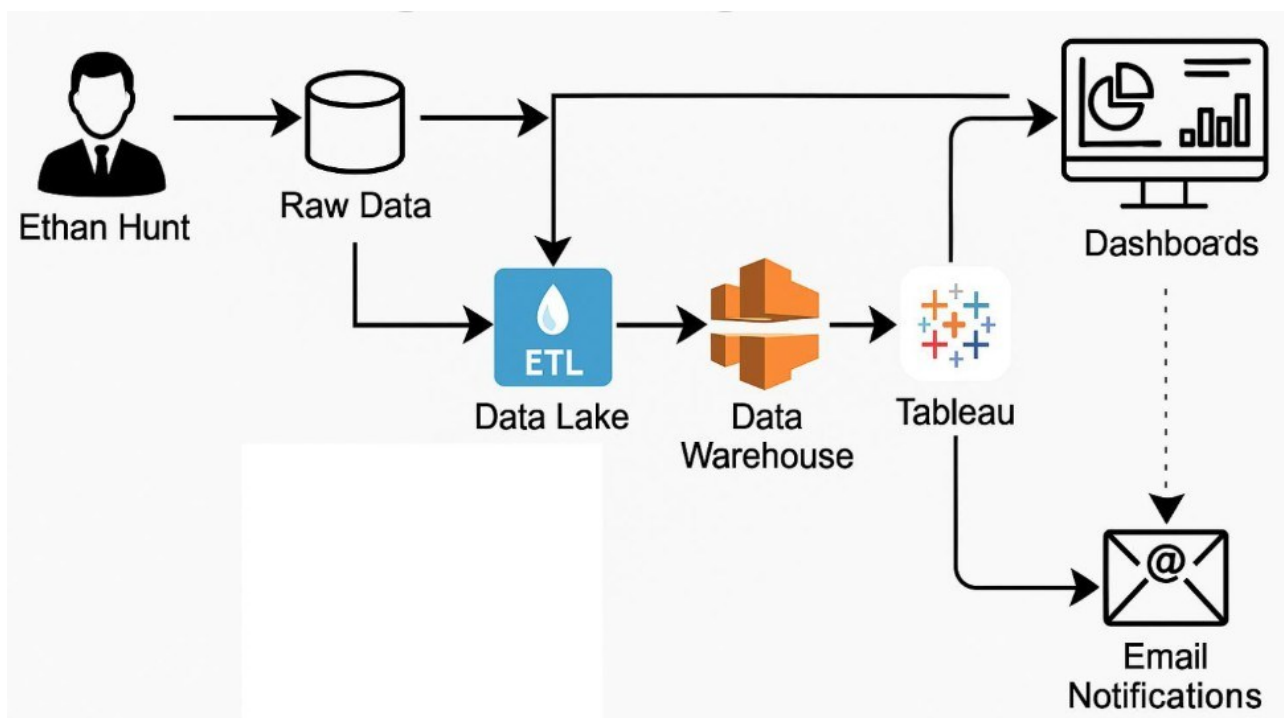 Ethan Hunt
Raw Data
Dashboards
ETL
Data Lake
Data
Warehouse
Tableau
@
Email
Notifications